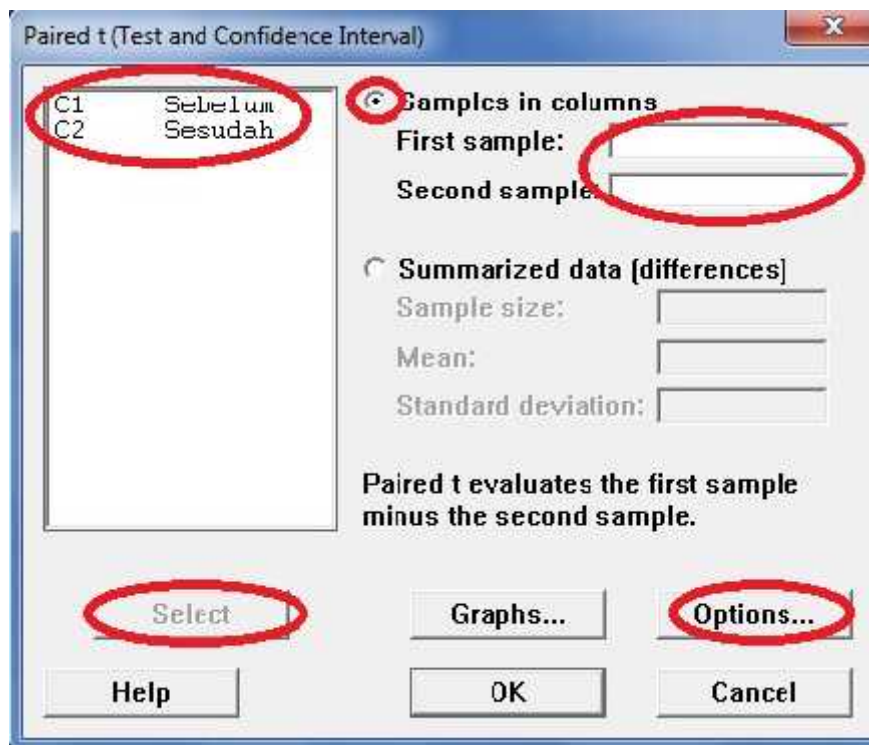 Paired t (Test and Confidence Interval)
C1 Sebelum
C2 Sesudah
Samples in columns
First sample:
Second sample:
Summarized data (differences)
Sample size:
Mean:
Standard deviation:
Paired t evaluates the first sample
minus the second sample.
Select
Graphs...
Options...
Help
OK
Cancel